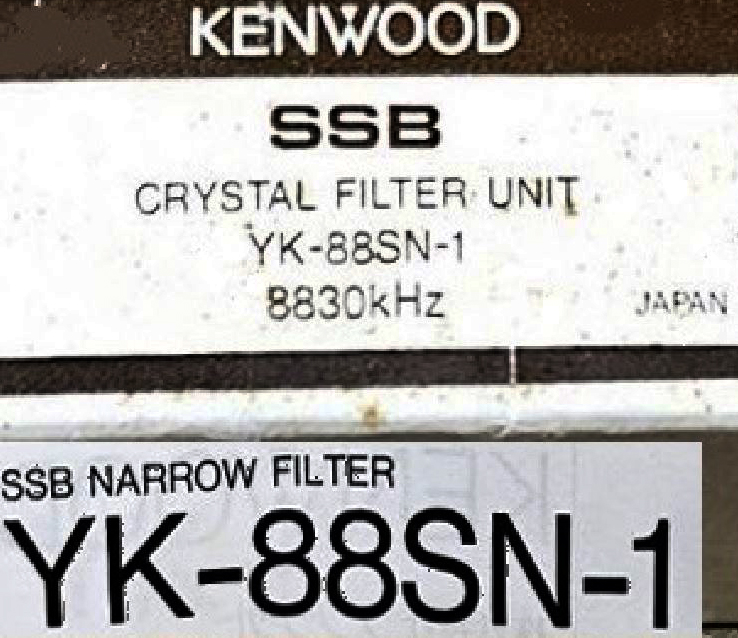 KENWOOD
SSB
CRYSTAL FILTER UNIT
YK-88SN-1
8830kHz
JAPAN
SSB NARROW FILTER
YK-88SN-1